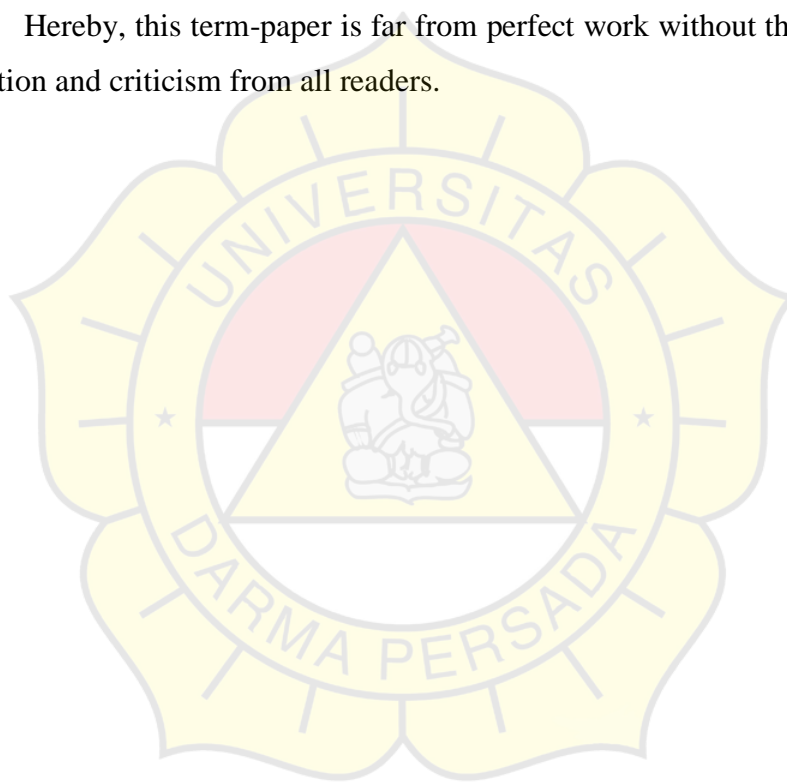 Hereby, this term-paper is far from perfect work without th
tion and criticism from all readers.
UNIVERSITAS
DARMA PERSADA